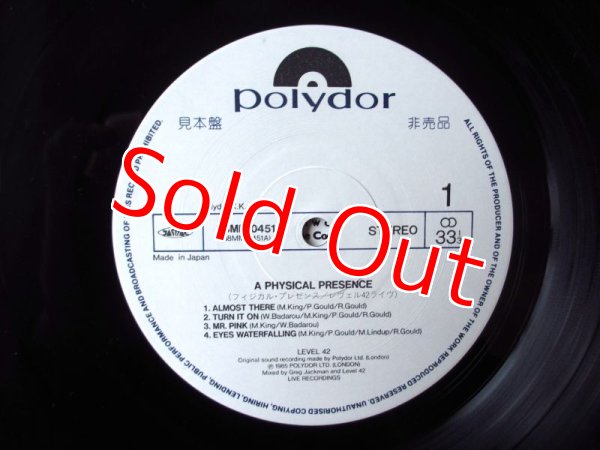 polydor
見本盤 非売品
1
Made in Japan
STEREO 33 1/3
A PHYSICAL PRESENCE
(フィジカル・プレゼンス/レヴェル42ライヴ)
1. ALMOST THERE (M.King/P.Gould/R.Gould)
2. TURN IT ON (W.Badarou/M.King/P.Gould)
3. MR. PINK (M.King/W.Badarou)
4. EYES WATERFALLING (M.King/P.Gould/M.Lindup/R.Gould)
LEVEL 42
Original sound recording made by Polydor Ltd. (London)
℗ 1985 POLYDOR LTD. (LONDON)
Mixed by Greg Jackman and Level 42
LIVE RECORDINGS
ALL RIGHTS OF THE PRODUCER AND OF THE OWNER OF THE WORK REPRODUCED RESERVED. UNAUTHORISED COPYING, HIRING, LENDING, PUBLIC PERFORMANCE AND BROADCASTING OF THIS RECORD PROHIBITED.
Sold Out